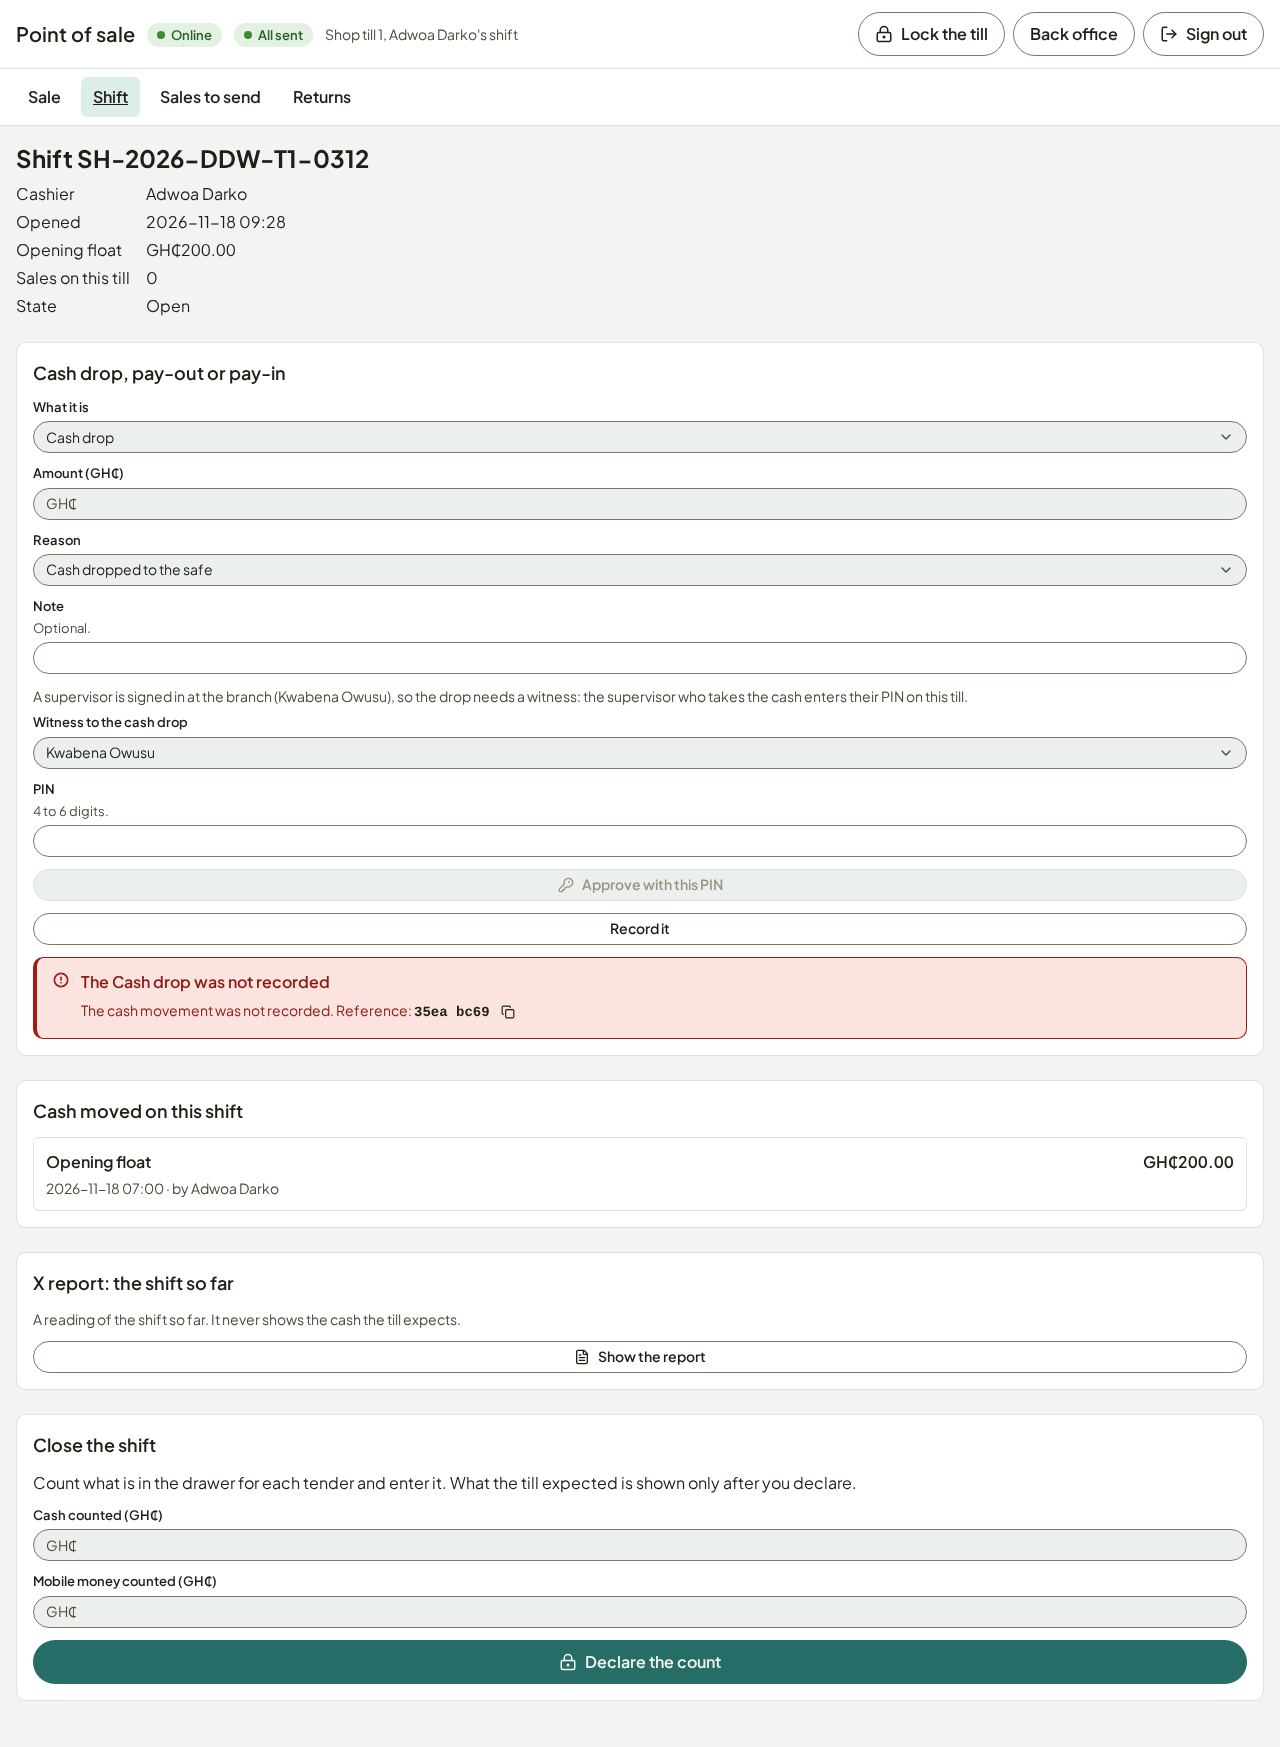 Point of sale
Online
All sent
Shop till 1, Adwoa Darko's shift
Lock the till
Back office
Sign out
Sale
Shift
Sales to send
Returns
Shift SH-2026-DDW-T1-0312
Cashier Adwoa Darko
Opened 2026-11-18 09:28
Opening float GH₵200.00
Sales on this till 0
State Open
Cash drop, pay-out or pay-in
What it is
Cash drop
Amount (GH₵)
GH₵
Reason
Cash dropped to the safe
Note
Optional.
A supervisor is signed in at the branch (Kwabena Owusu), so the drop needs a witness: the supervisor who takes the cash enters their PIN on this till.
Witness to the cash drop
Kwabena Owusu
PIN
4 to 6 digits.
Approve with this PIN
Record it
The Cash drop was not recorded
The cash movement was not recorded. Reference: 35ea bc69
Cash moved on this shift
Opening float GH₵200.00
2026-11-18 07:00 · by Adwoa Darko
X report: the shift so far
A reading of the shift so far. It never shows the cash the till expects.
Show the report
Close the shift
Count what is in the drawer for each tender and enter it. What the till expected is shown only after you declare.
Cash counted (GH₵)
GH₵
Mobile money counted (GH₵)
GH₵
Declare the count